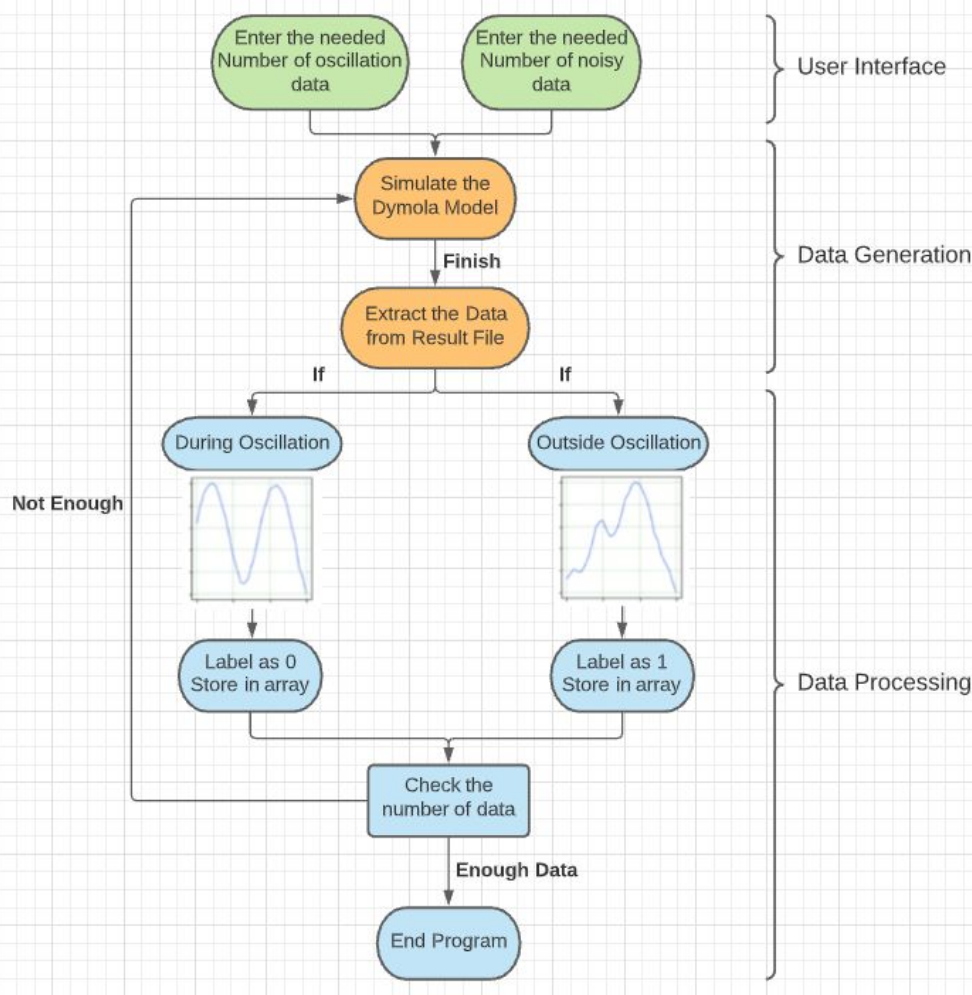 Enter the needed
Number of oscillation
data
Enter the needed
Number of noisy
data
User Interface
Simulate the
Dymola Model
Finish
Data Generation
Extract the Data
from Result File
If
If
During Oscillation
Outside Oscillation
Not Enough
Label as 0
Store in array
Label as 1
Store in array
Data Processing
Check the
number of data
Enough Data
End Program